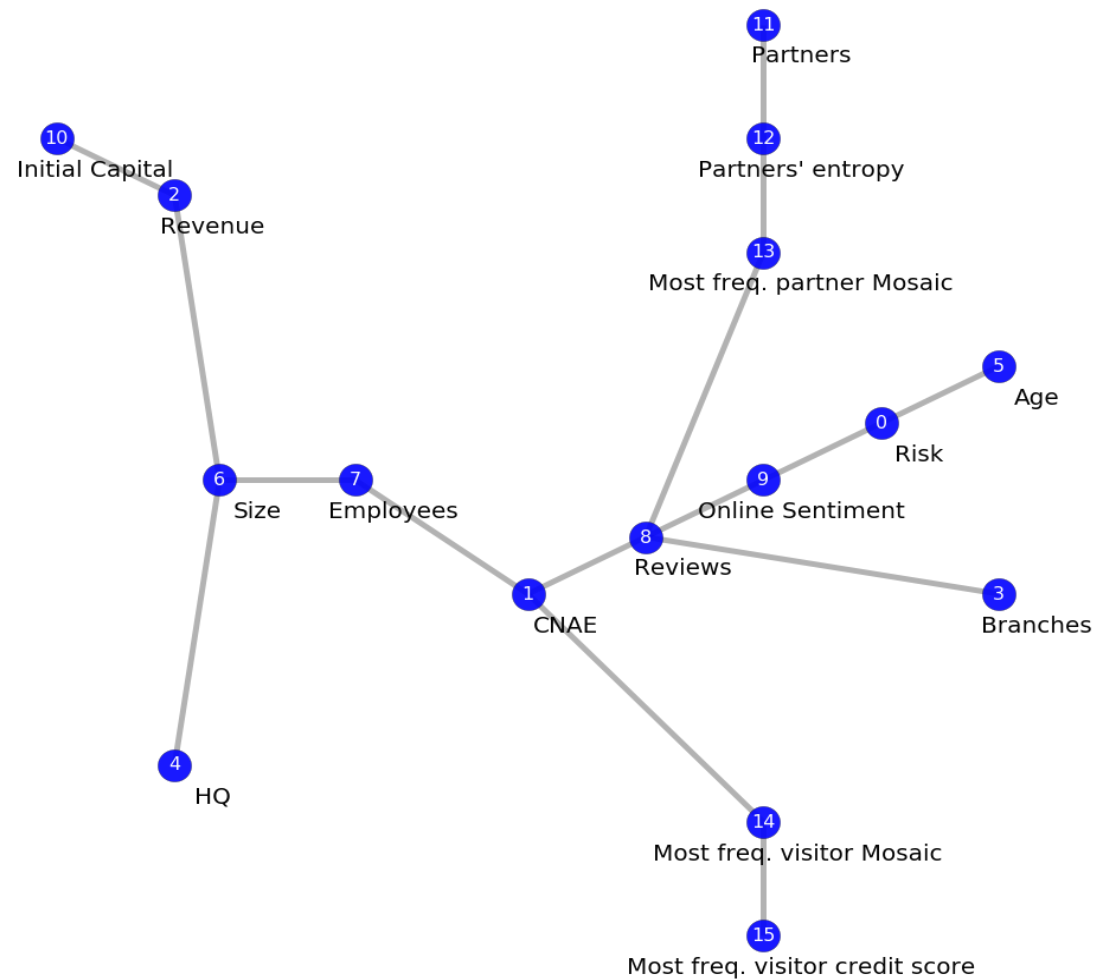 11
Partners
10
12
Initial Capital
Partners' entropy
2
Revenue
13
Most freq. partner Mosaic
5
Age
0
Risk
6
7
9
Size
Employees
Online Sentiment
8
Reviews
1
3
CNAE
Branches
4
HQ
14
Most freq. visitor Mosaic
15
Most freq. visitor credit score